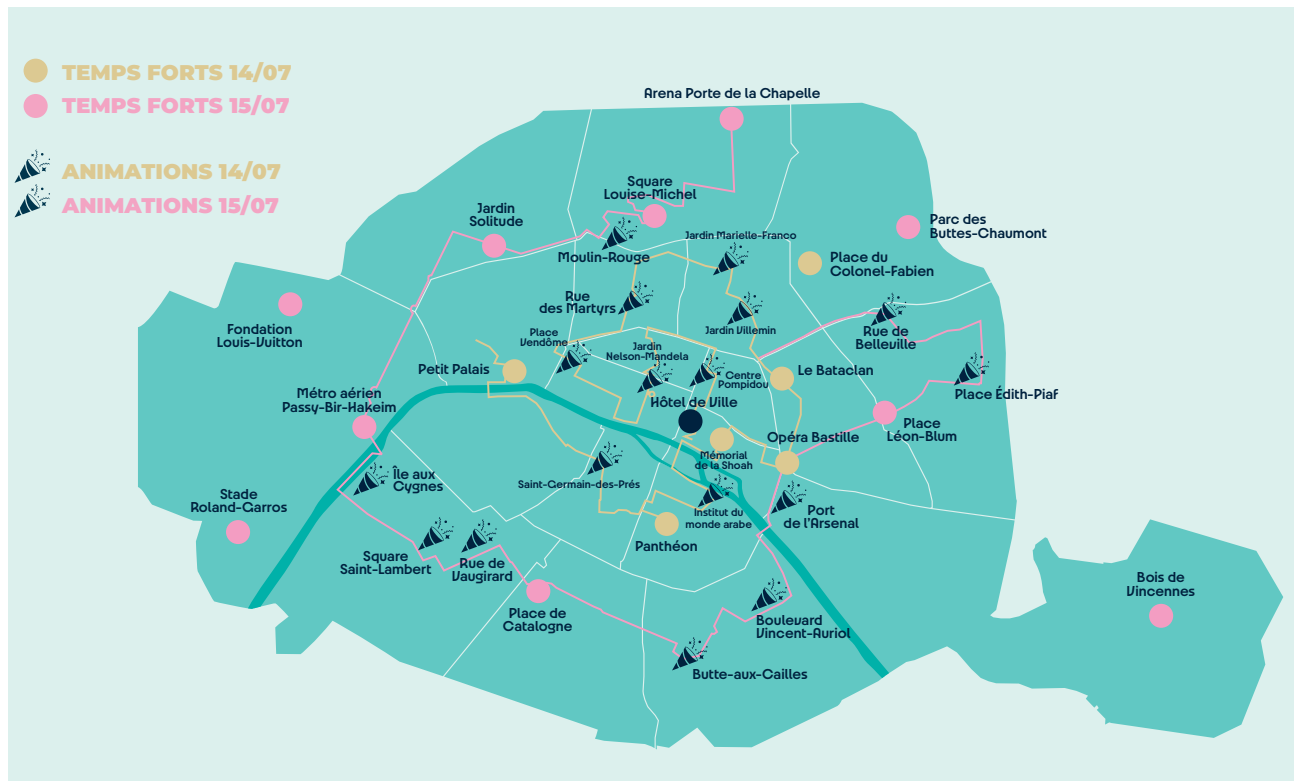 TEMPS FORTS 14/07
TEMPS FORTS 15/07
ANIMATIONS 14/07
ANIMATIONS 15/07
Arena Porte de la Chapelle
Square
Louise-Michel
Jardin
Solitude
Parc des
Buttes-Chaumont
Jardin Marielle-Franco
Moulin-Rouge
Place du
Colonel-Fabien
Rue
des Martyrs
Fondation
Louis-Vuitton
Jardin Villemin
Rue de
Belleville
Place
Vendôme
Jardin
Nelson-Mandela
Petit Palais
Centre
Pompidou
Le Bataclan
Place Édith-Piaf
Métro aérien
Passy-Bir-Hakeim
Hôtel de Ville
Place
Léon-Blum
Opéra Bastille
Mémorial
de la Shoah
Île aux
Cygnes
Saint-Germain-des-Prés
Stade
Roland-Garros
Institut du
monde arabe
Port
de l'Arsenal
Panthéon
Square
Saint-Lambert
Rue de
Vaugirard
Bois de
Vincennes
Place de
Catalogne
Boulevard
Vincent-Auriol
Butte-aux-Cailles